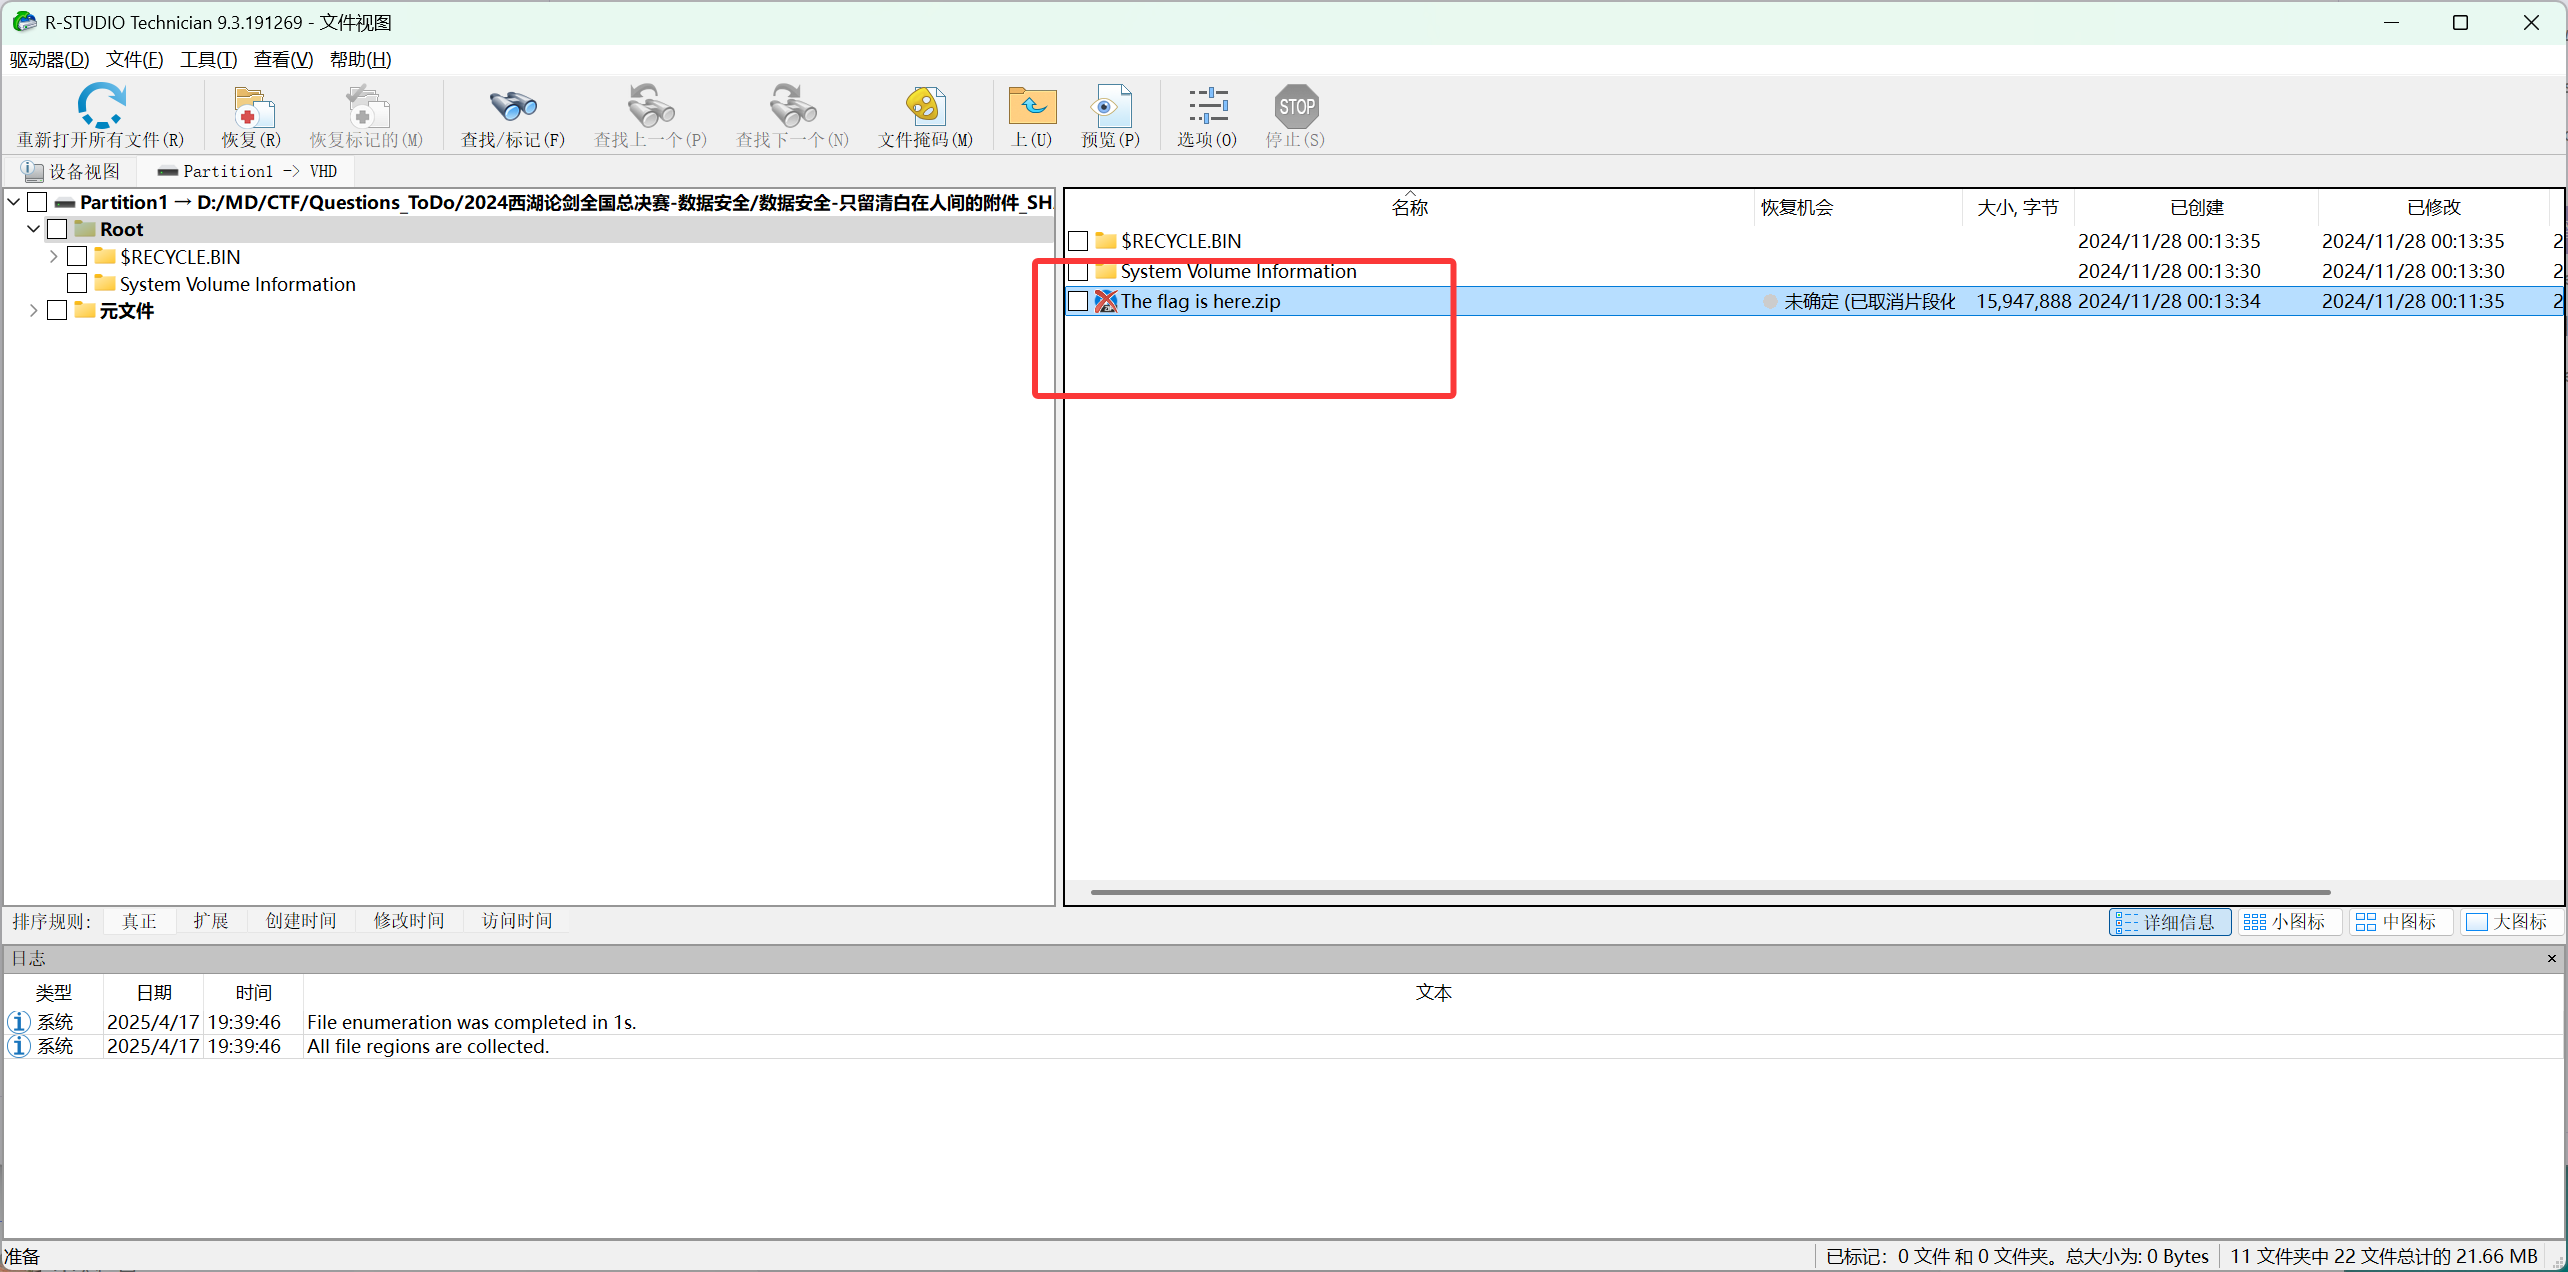 R-STUDIO Technician 9.3.191269 - 文件视图
驱动器(D) 文件(F) 工具(T) 查看(V) 帮助(H)
重新打开所有文件(R) 恢复(R) 恢复标记的(M) 查找/标记(F) 查找上一个(P) 查找下一个(N) 文件掩码(M) 上(U) 预览(P) 选项(O) STOP 停止(S)
设备视图 Partition1 -> VHD
Partition1 → D:/MD/CTF/Questions_ToDo/2024西湖论剑全国总决赛-数据安全/数据安全-只留清白在人间的附件_SH
Root
$RECYCLE.BIN
System Volume Information
元文件
名称 恢复机会 大小, 字节 已创建 已修改
$RECYCLE.BIN 2024/11/28 00:13:35 2024/11/28 00:13:35 2
System Volume Information 2024/11/28 00:13:30 2024/11/28 00:13:30 2
The flag is here.zip 未确定 (已取消片段化 15,947,888 2024/11/28 00:13:34 2024/11/28 00:11:35 2
排序规则: 真正 扩展 创建时间 修改时间 访问时间 详细信息 小图标 中图标 大图标
日志
类型 日期 时间 文本
系统 2025/4/17 19:39:46 File enumeration was completed in 1s.
系统 2025/4/17 19:39:46 All file regions are collected.
准备 已标记: 0 文件 和 0 文件夹。总大小为: 0 Bytes 11 文件夹中 22 文件总计的 21.66 MB